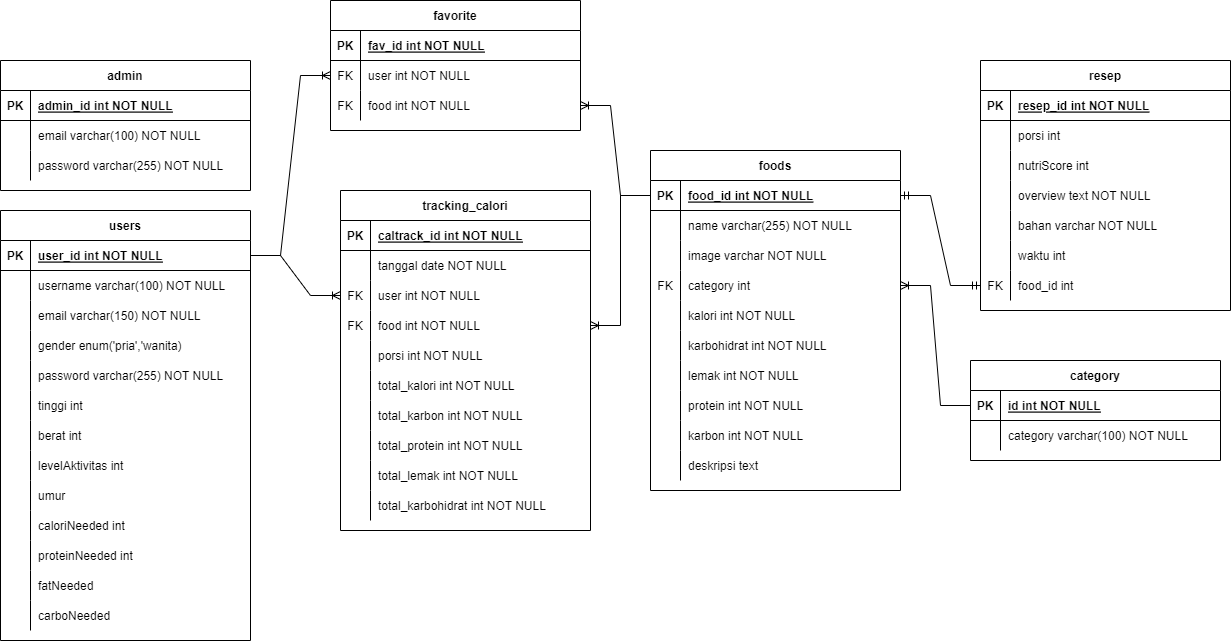 favorite
PK fav_id int NOT NULL
FK user int NOT NULL
FK food int NOT NULL
admin
PK admin_id int NOT NULL
email varchar(100) NOT NULL
password varchar(255) NOT NULL
users
PK user_id int NOT NULL
username varchar(100) NOT NULL
email varchar(150) NOT NULL
gender enum('pria','wanita)
password varchar(255) NOT NULL
tinggi int
berat int
levelAktivitas int
umur
caloriNeeded int
proteinNeeded int
fatNeeded
carboNeeded
tracking_calori
PK caltrack_id int NOT NULL
tanggal date NOT NULL
FK user int NOT NULL
FK food int NOT NULL
porsi int NOT NULL
total_kalori int NOT NULL
total_karbon int NOT NULL
total_protein int NOT NULL
total_lemak int NOT NULL
total_karbohidrat int NOT NULL
foods
PK food_id int NOT NULL
name varchar(255) NOT NULL
image varchar NOT NULL
FK category int
kalori int NOT NULL
karbohidrat int NOT NULL
lemak int NOT NULL
protein int NOT NULL
karbon int NOT NULL
deskripsi text
resep
PK resep_id int NOT NULL
porsi int
nutriScore int
overview text NOT NULL
bahan varchar NOT NULL
waktu int
FK food_id int
category
PK id int NOT NULL
category varchar(100) NOT NULL